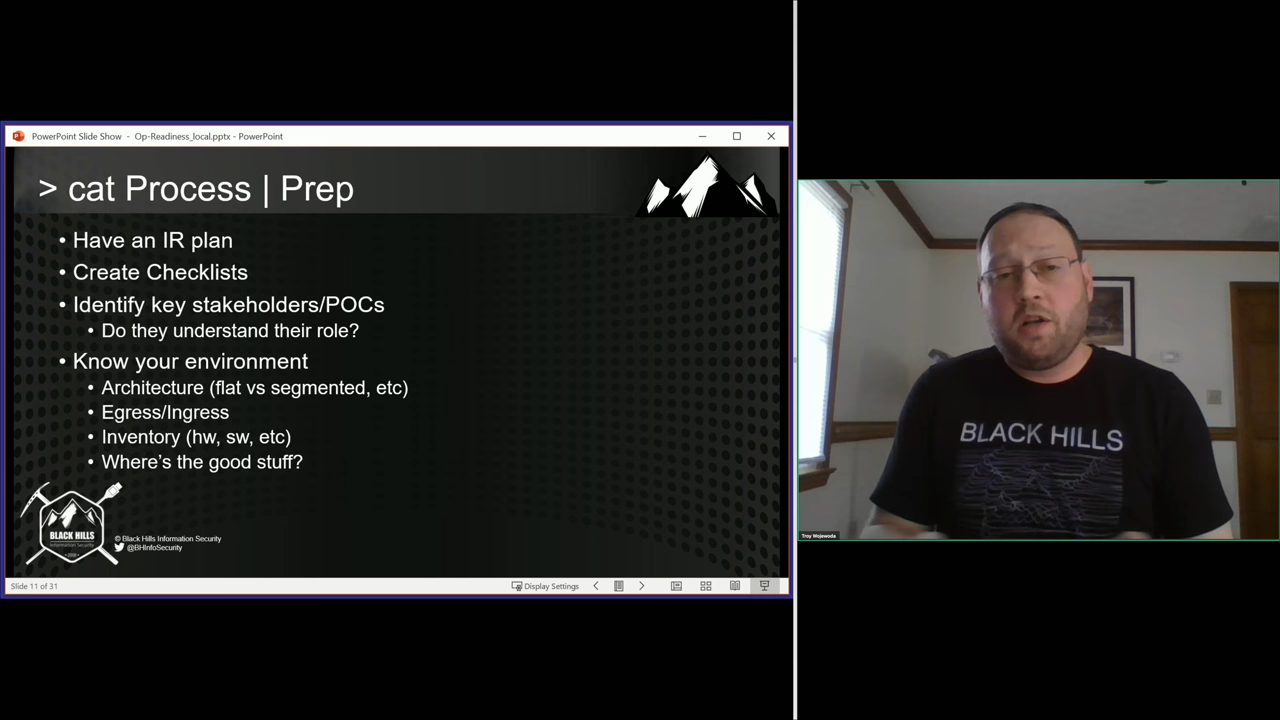 PowerPoint Slide Show - Op-Readiness_local.pptx - PowerPoint
> cat Process | Prep
• Have an IR plan
• Create Checklists
• Identify key stakeholders/POCs
• Do they understand their role?
• Know your environment
• Architecture (flat vs segmented, etc)
• Egress/Ingress
• Inventory (hw, sw, etc)
• Where's the good stuff?
BLACK HILLS
Information Security
2008
© Black Hills Information Security
@BHInfoSecurity
Slide 11 of 31
Display Settings
BLACK HILLS
Troy Wojewoda